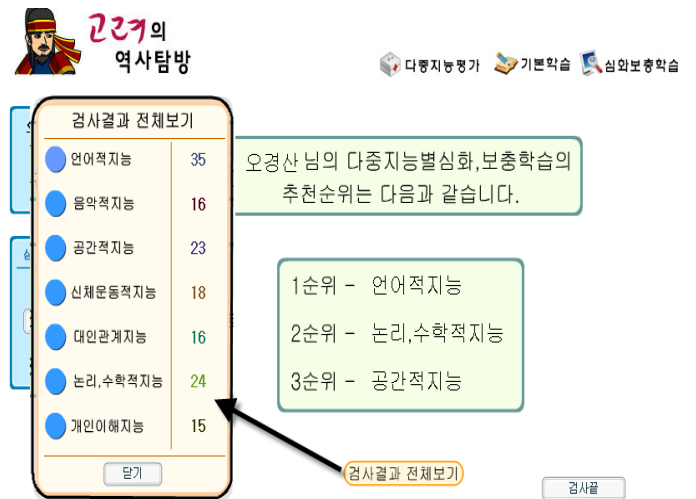 고려의
역사탐방
다중지능평가 기본학습 심화보충학습
검사결과 전체보기
언어적지능 35
음악적지능 16
공간적지능 23
신체운동적지능 18
대인관계지능 16
논리,수학적지능 24
개인이해지능 15
닫기
오경산 님의 다중지능별심화,보충학습의
추천순위는 다음과 같습니다.
1순위 - 언어적지능
2순위 - 논리,수학적지능
3순위 - 공간적지능
검사결과 전체보기
검사끝